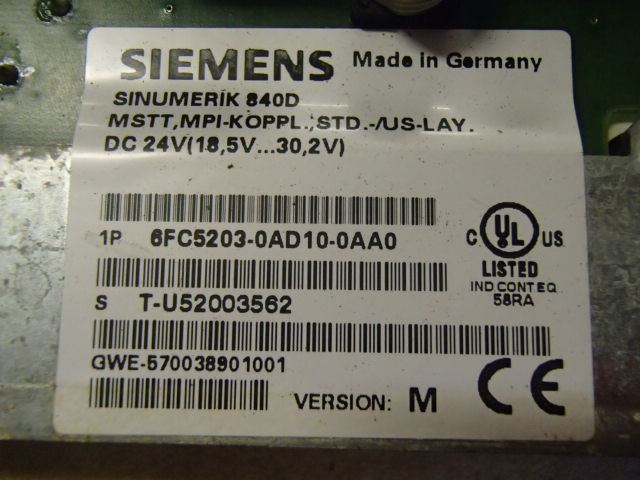 SIEMENS Made in Germany
SINUMERIK 840D
MSTT,MPI-KOPPL.,STD.-/US-LAY.
DC 24V(18,5V...30,2V)
1P 6FC5203-0AD10-0AA0
C UL US
LISTED
IND CONT EQ
58RA
S T-U52003562
GWE-570038901001
VERSION: M CE